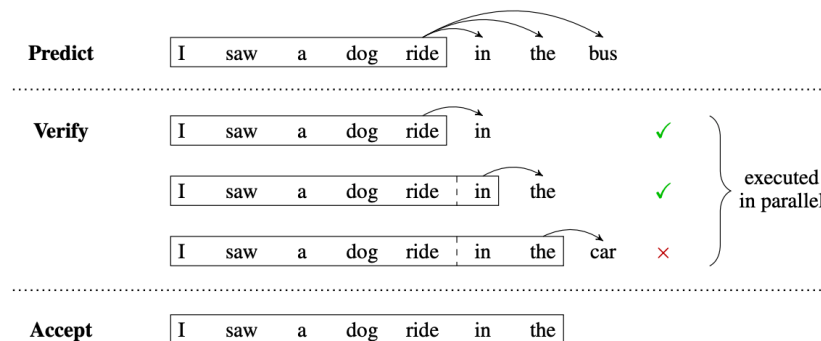 Predict I saw a dog ride in the bus
Verify I saw a dog ride in ✓
I saw a dog ride in the ✓
executed
in parallel
I saw a dog ride in the car ×
Accept I saw a dog ride in the